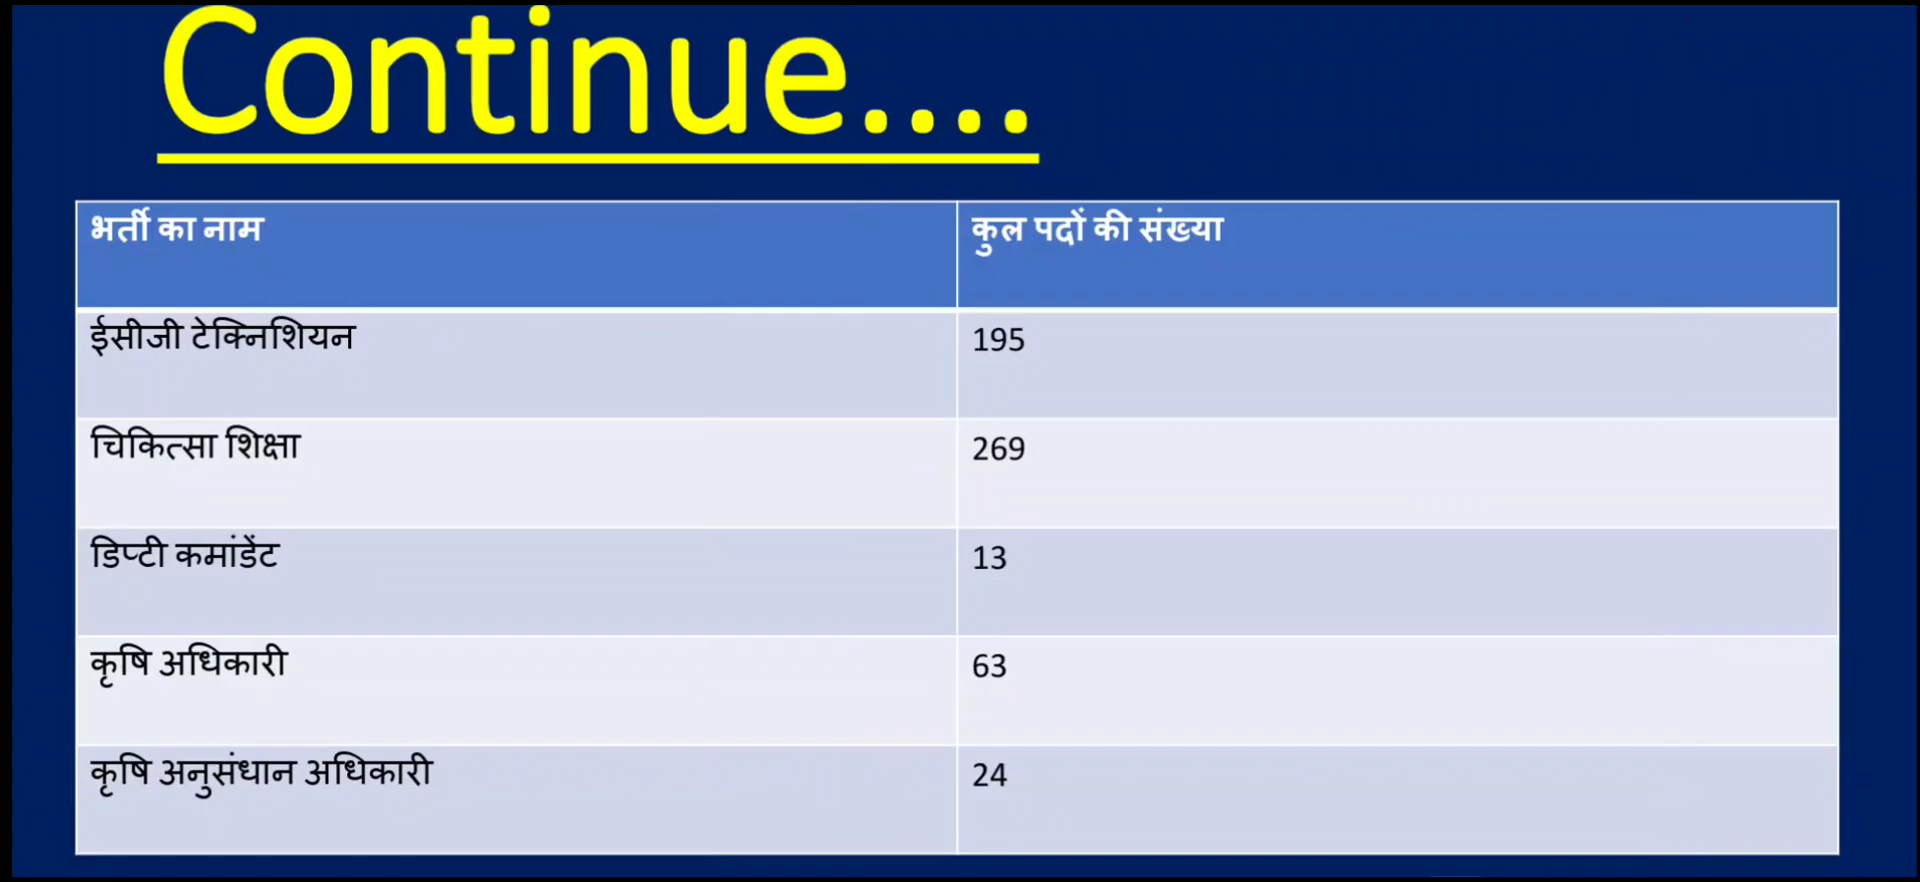 Continue....
भर्ती का नाम कुल पदों की संख्या
ईसीजी टेक्निशियन 195
चिकित्सा शिक्षा 269
डिप्टी कमांडेंट 13
कृषि अधिकारी 63
कृषि अनुसंधान अधिकारी 24